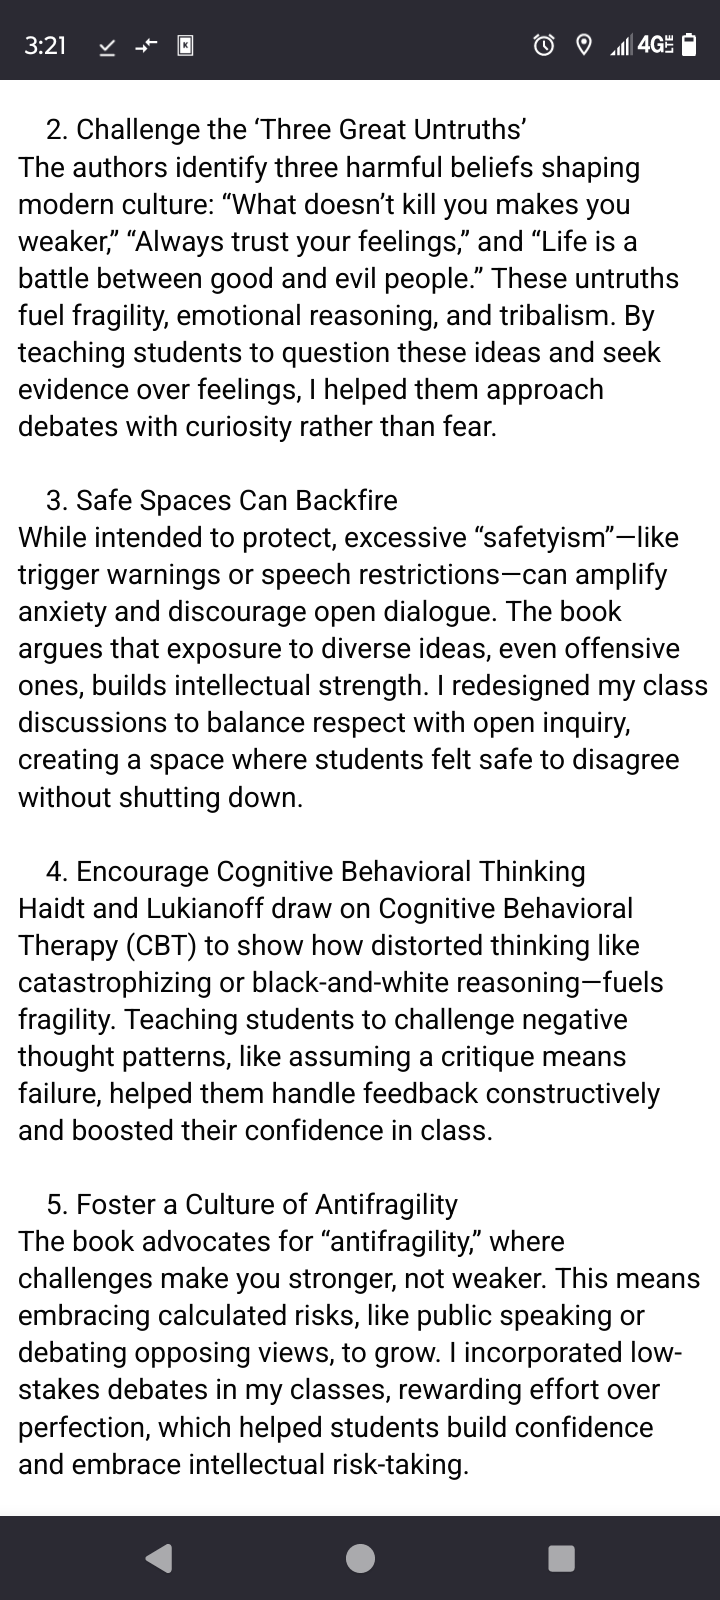 3:21
4G LTE
2. Challenge the ‘Three Great Untruths’
The authors identify three harmful beliefs shaping
modern culture: “What doesn’t kill you makes you
weaker,” “Always trust your feelings,” and “Life is a
battle between good and evil people.” These untruths
fuel fragility, emotional reasoning, and tribalism. By
teaching students to question these ideas and seek
evidence over feelings, I helped them approach
debates with curiosity rather than fear.
3. Safe Spaces Can Backfire
While intended to protect, excessive “safetyism”—like
trigger warnings or speech restrictions—can amplify
anxiety and discourage open dialogue. The book
argues that exposure to diverse ideas, even offensive
ones, builds intellectual strength. I redesigned my class
discussions to balance respect with open inquiry,
creating a space where students felt safe to disagree
without shutting down.
4. Encourage Cognitive Behavioral Thinking
Haidt and Lukianoff draw on Cognitive Behavioral
Therapy (CBT) to show how distorted thinking like
catastrophizing or black-and-white reasoning—fuels
fragility. Teaching students to challenge negative
thought patterns, like assuming a critique means
failure, helped them handle feedback constructively
and boosted their confidence in class.
5. Foster a Culture of Antifragility
The book advocates for “antifragility,” where
challenges make you stronger, not weaker. This means
embracing calculated risks, like public speaking or
debating opposing views, to grow. I incorporated low-
stakes debates in my classes, rewarding effort over
perfection, which helped students build confidence
and embrace intellectual risk-taking.